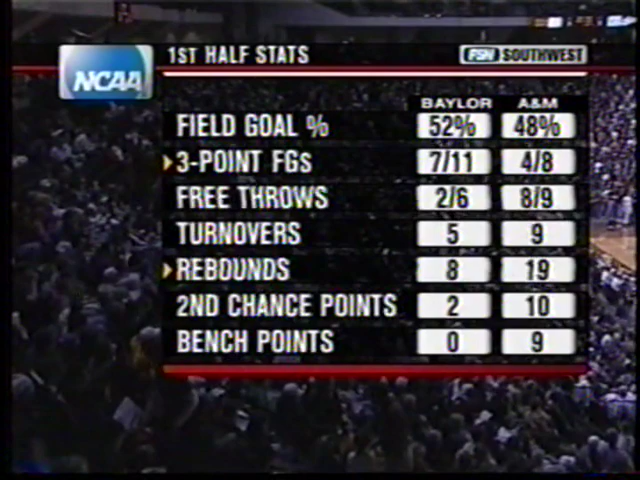 NCAA 1ST HALF STATS FSN SOUTHWEST
BAYLOR A&M
FIELD GOAL % 52% 48%
3-POINT FGs 7/11 4/8
FREE THROWS 2/6 8/9
TURNOVERS 5 9
REBOUNDS 8 19
2ND CHANCE POINTS 2 10
BENCH POINTS 0 9